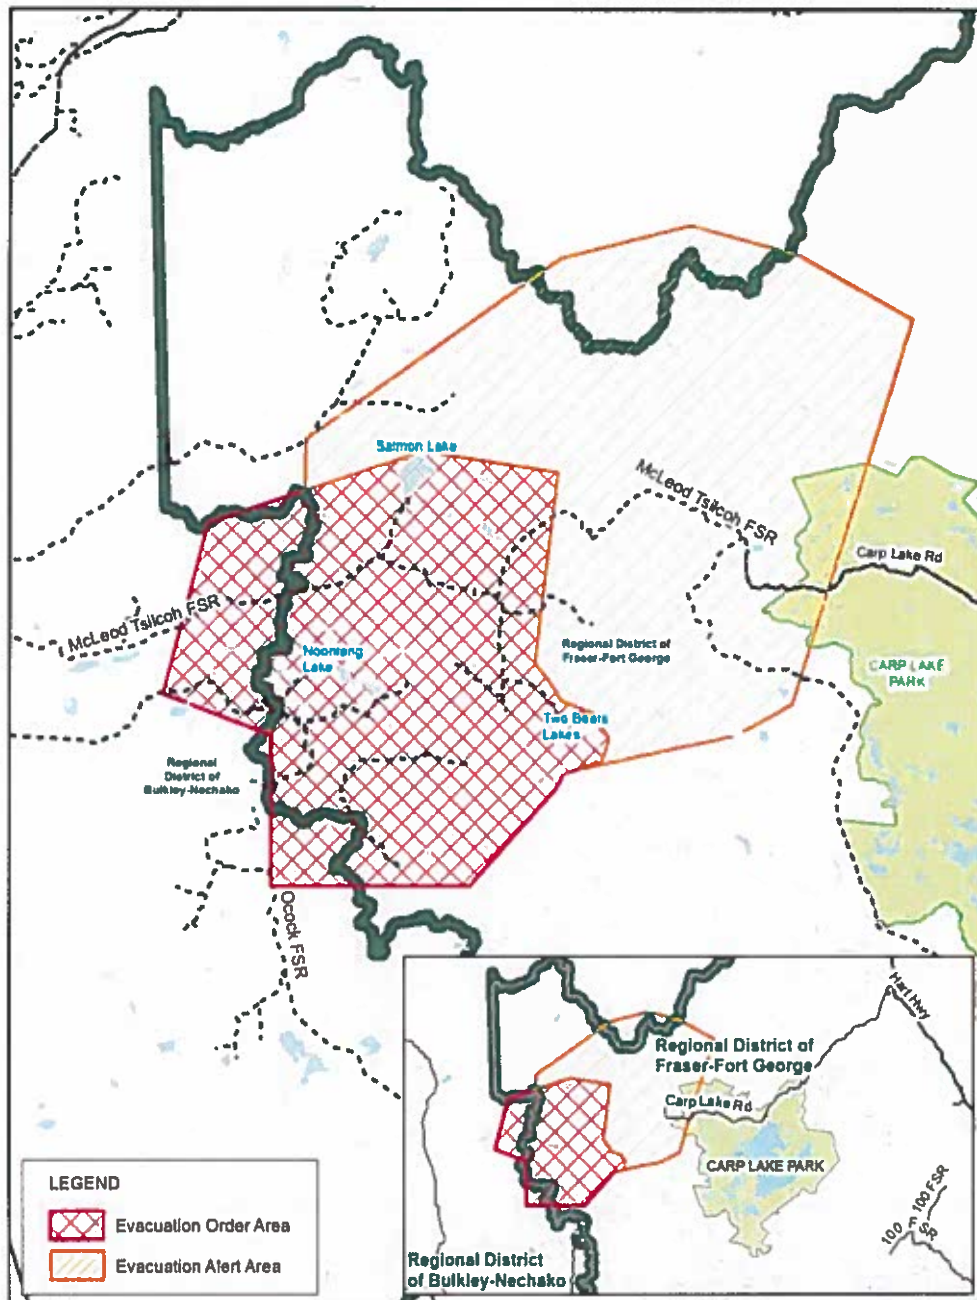 Salmon Lake
McLeod Tsilcoh FSR
Carp Lake Rd
McLeod Tsilcoh FSR
Noontang
Lake
Regional District of
Fraser-Fort George
CARP LAKE
PARK
Two Bears
Lakes
Regional
District of
Bulkley-Nechako
Ocock FSR
Hart Hwy
Regional District of
Fraser-Fort George
Carp Lake Rd
CARP LAKE PARK
100 n 100 FSR
SR
Regional District
of Bulkley-Nechako
LEGEND
Evacuation Order Area
Evacuation Alert Area